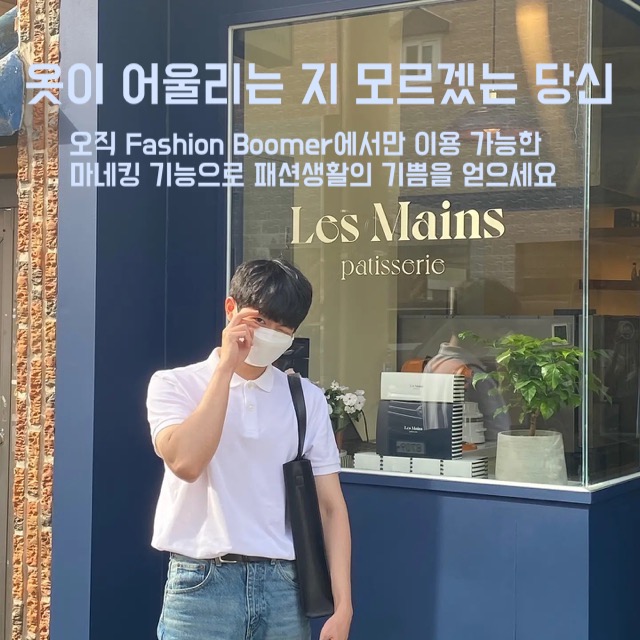 옷이 어울리는 지 모르겠는 당신
오직 Fashion Boomer에서만 이용 가능한
마네킹 기능으로 패션생활의 기쁨을 얻으세요
Les Mains
patisserie
Les Mains